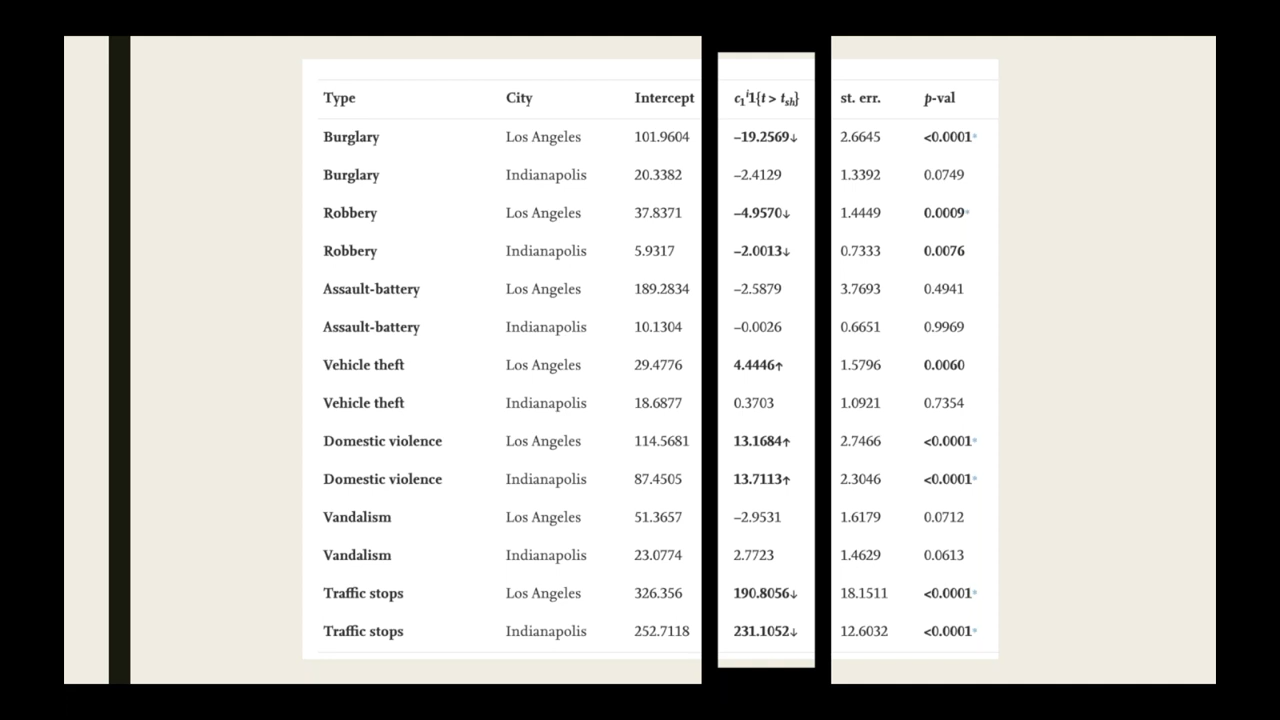 Type City Intercept c₁ⁱ1{t > tₛₕ} st. err. p-val
Burglary Los Angeles 101.9604 –19.2569↓ 2.6645 <0.0001*
Burglary Indianapolis 20.3382 –2.4129 1.3392 0.0749
Robbery Los Angeles 37.8371 –4.9570↓ 1.4449 0.0009*
Robbery Indianapolis 5.9317 –2.0013↓ 0.7333 0.0076
Assault-battery Los Angeles 189.2834 –2.5879 3.7693 0.4941
Assault-battery Indianapolis 10.1304 –0.0026 0.6651 0.9969
Vehicle theft Los Angeles 29.4776 4.4446↑ 1.5796 0.0060
Vehicle theft Indianapolis 18.6877 0.3703 1.0921 0.7354
Domestic violence Los Angeles 114.5681 13.1684↑ 2.7466 <0.0001*
Domestic violence Indianapolis 87.4505 13.7113↑ 2.3046 <0.0001*
Vandalism Los Angeles 51.3657 –2.9531 1.6179 0.0712
Vandalism Indianapolis 23.0774 2.7723 1.4629 0.0613
Traffic stops Los Angeles 326.356 190.8056↓ 18.1511 <0.0001*
Traffic stops Indianapolis 252.7118 231.1052↓ 12.6032 <0.0001*